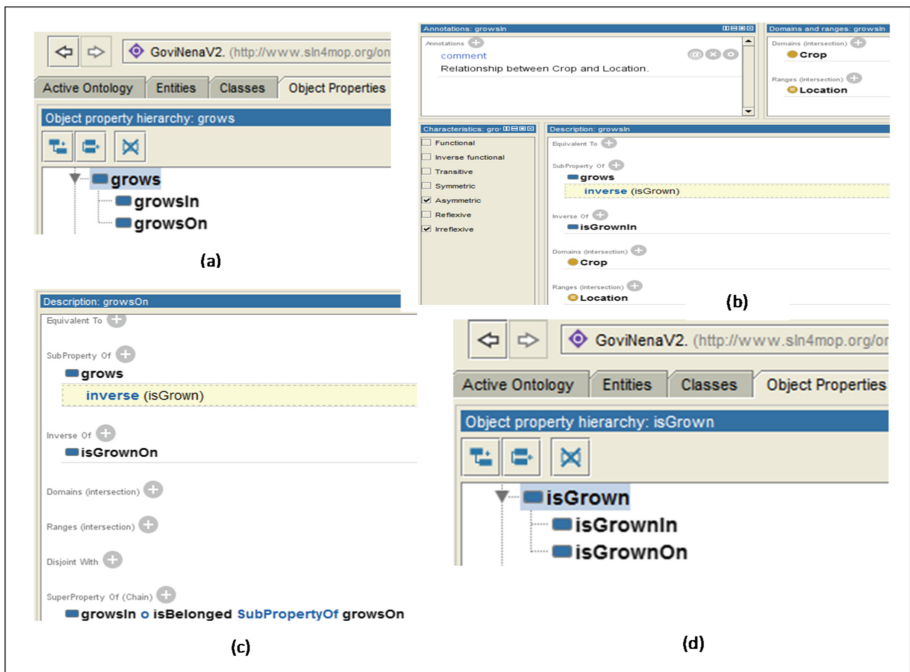 GoviNenaV2. (http://www.sln4mop.org/on
Active Ontology Entities Classes Object Properties
Object property hierarchy: grows
grows
growsIn
growsOn
(a)
Annotations: growsIn
Annotations
comment
Relationship between Crop and Location.
Domains and ranges: growsIn
Domains (intersection)
Crop
Ranges (intersection)
Location
Characteristics: gro
Functional
Inverse functional
Transitive
Symmetric
Asymmetric
Reflexive
Irreflexive
Description: growsIn
Equivalent To
SubProperty Of
grows
inverse (isGrown)
Inverse Of
isGrownIn
Domains (intersection)
Crop
Ranges (intersection)
Location
(b)
Description: growsOn
Equivalent To
SubProperty Of
grows
inverse (isGrown)
Inverse Of
isGrownOn
Domains (intersection)
Ranges (intersection)
Disjoint With
SuperProperty Of (Chain)
growsIn o isBelonged SubPropertyOf growsOn
(c)
GoviNenaV2. (http://www.sln4mop.org/or
Active Ontology Entities Classes Object Properties
Object property hierarchy: isGrown
isGrown
isGrownIn
isGrownOn
(d)